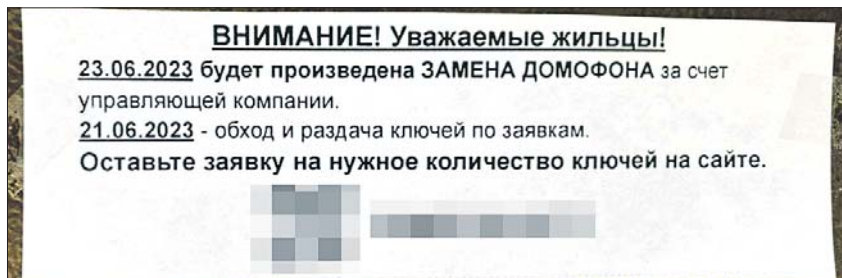 ВНИМАНИЕ! Уважаемые жильцы!
23.06.2023 будет произведена ЗАМЕНА ДОМОФОНА за счет
управляющей компании.
21.06.2023 - обход и раздача ключей по заявкам.
Оставьте заявку на нужное количество ключей на сайте.